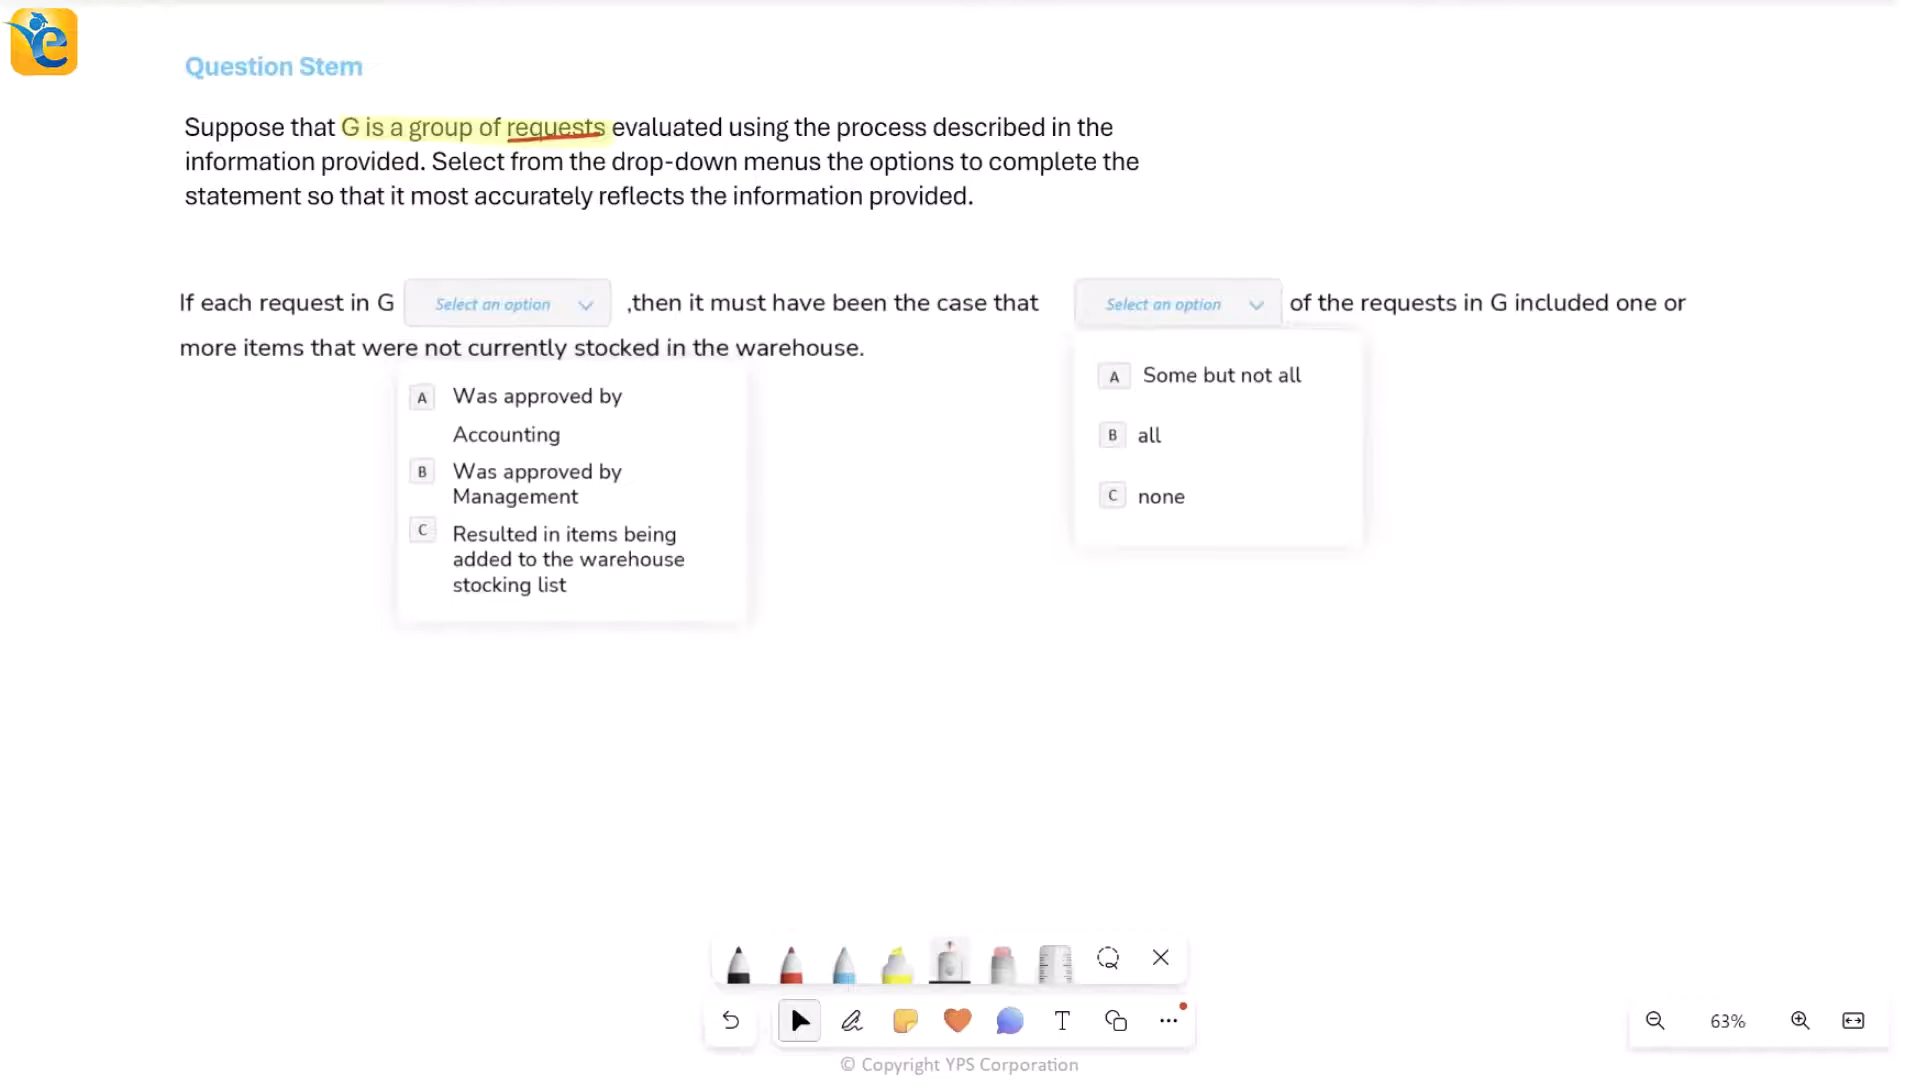 Question Stem
Suppose that G is a group of requests evaluated using the process described in the
information provided. Select from the drop-down menus the options to complete the
statement so that it most accurately reflects the information provided.
If each request in G Select an option ,then it must have been the case that Select an option of the requests in G included one or
more items that were not currently stocked in the warehouse.
A Was approved by
Accounting
B Was approved by
Management
C Resulted in items being
added to the warehouse
stocking list
A Some but not all
B all
C none
T
63%
© Copyright YPS Corporation